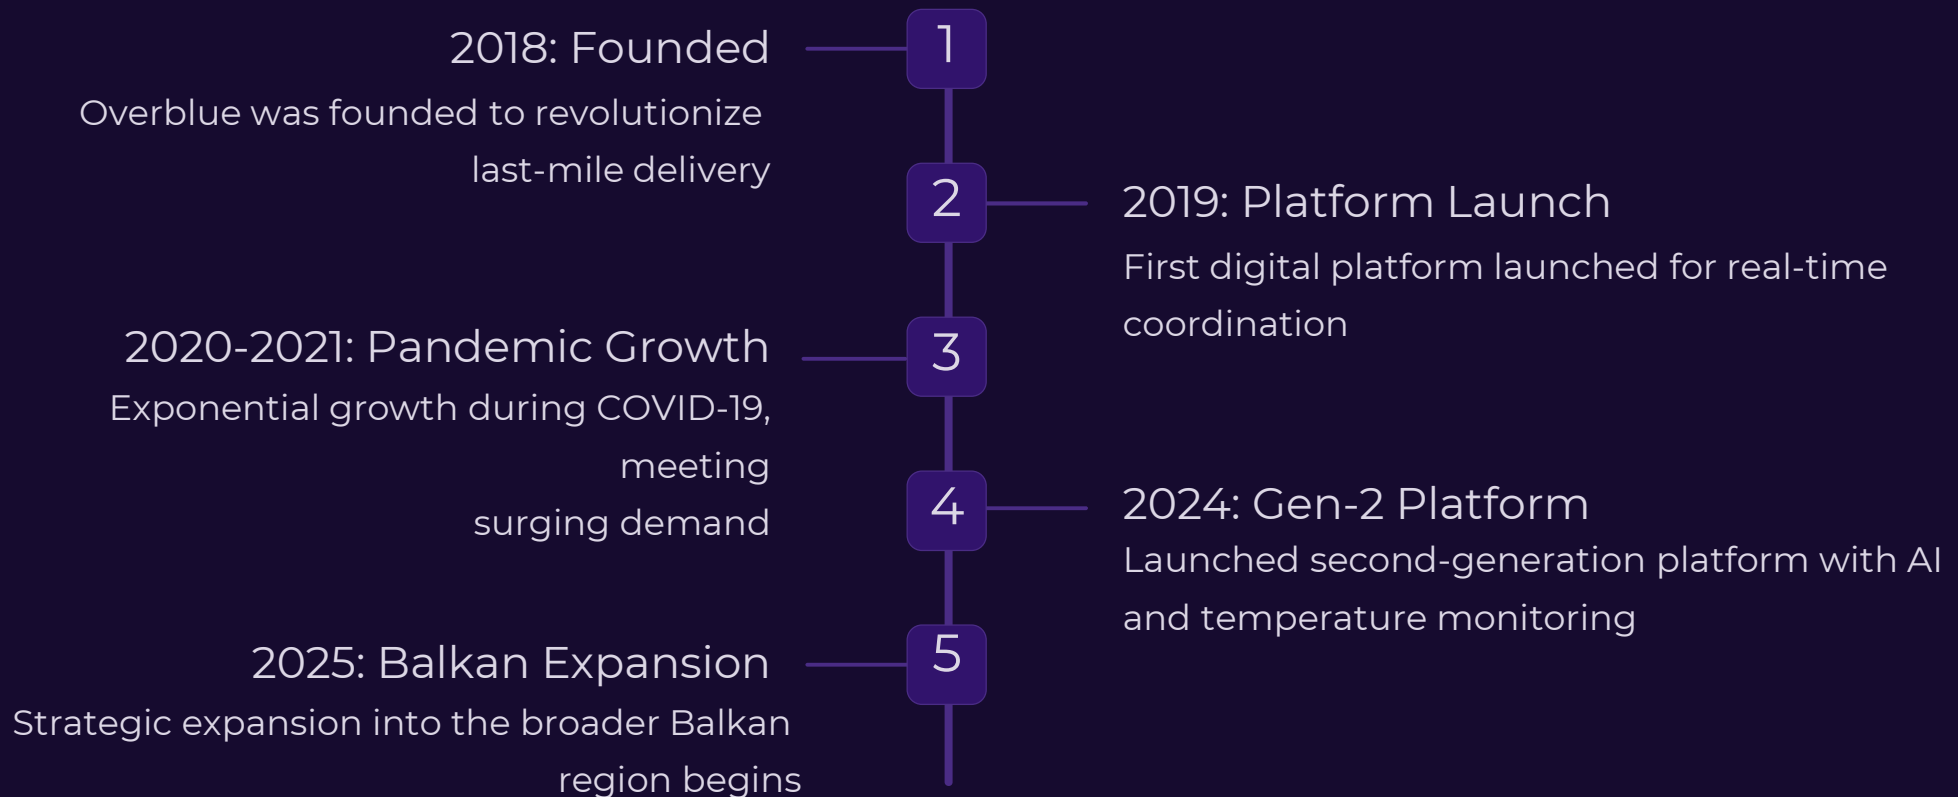 1
2018: Founded
Overblue was founded to revolutionize
last-mile delivery
2
2019: Platform Launch
First digital platform launched for real-time
coordination
3
2020-2021: Pandemic Growth
Exponential growth during COVID-19,
meeting
surging demand
4
2024: Gen-2 Platform
Launched second-generation platform with AI
and temperature monitoring
5
2025: Balkan Expansion
Strategic expansion into the broader Balkan
region begins